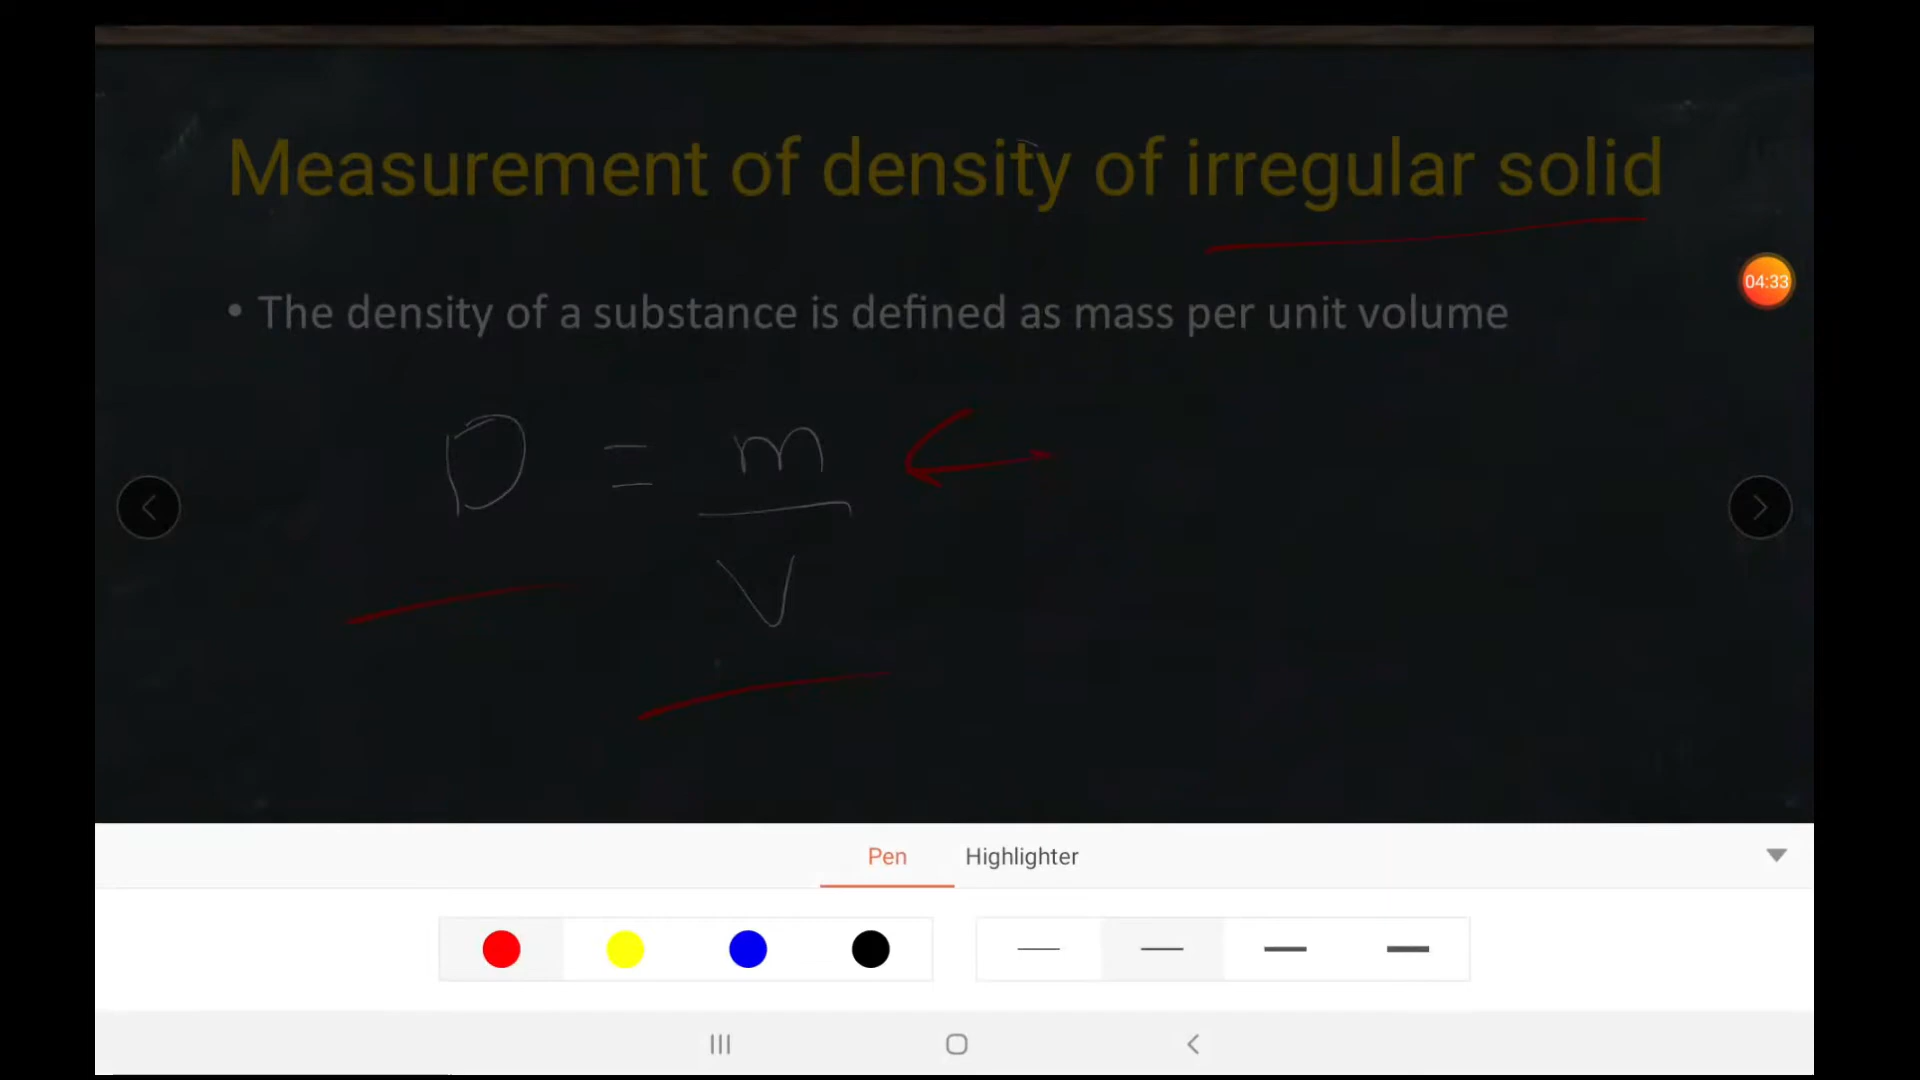 Measurement of density of irregular solid
04:33
• The density of a substance is defined as mass per unit volume
D = m
V
Pen Highlighter